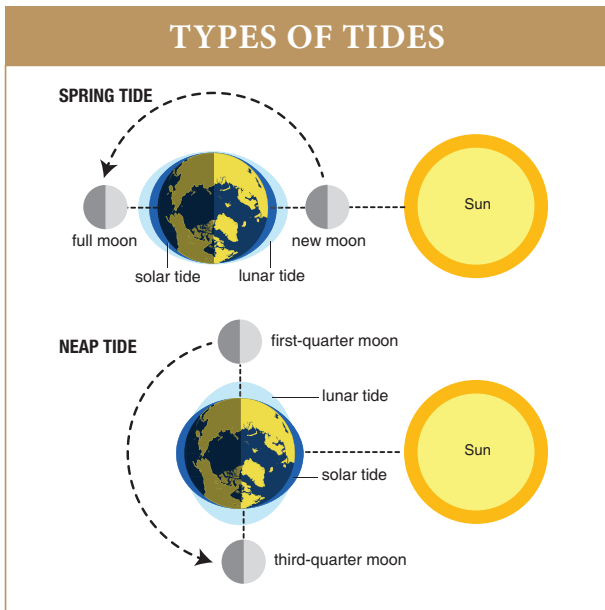 TYPES OF TIDES
SPRING TIDE
Sun
full moon
new moon
solar tide
lunar tide
NEAP TIDE
first-quarter moon
lunar tide
Sun
solar tide
third-quarter moon